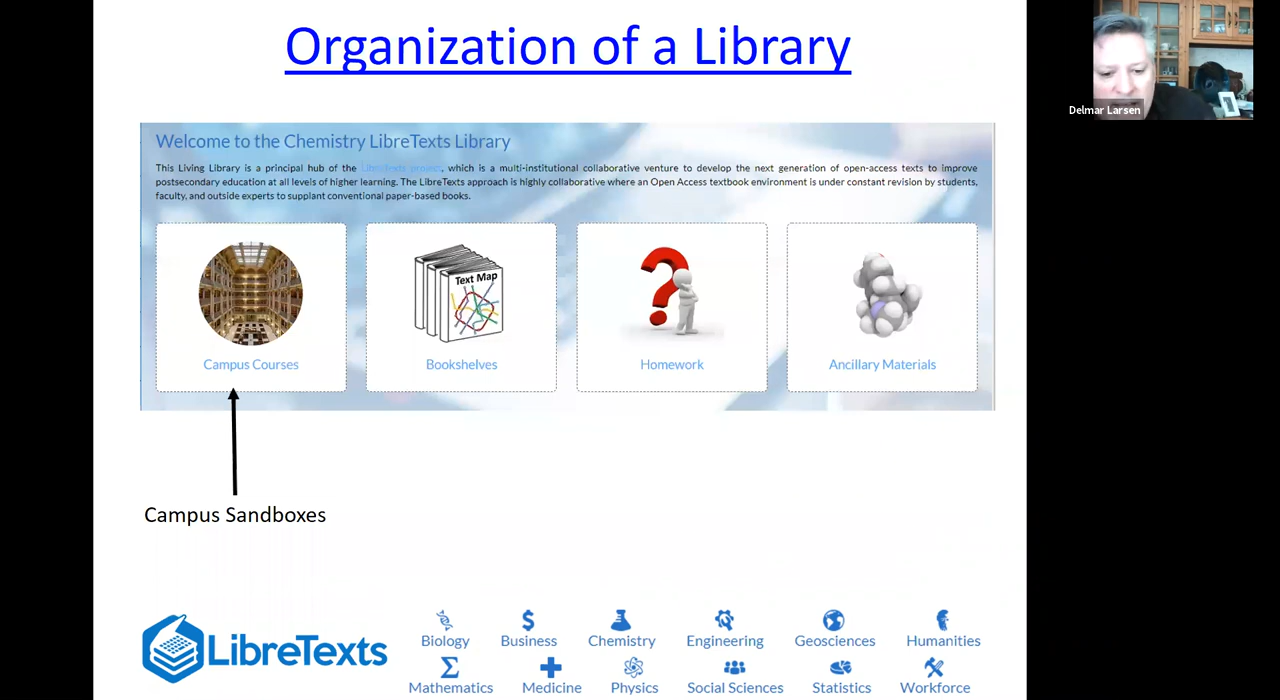 Organization of a Library
Delmar Larsen
Welcome to the Chemistry LibreTexts Library
This Living Library is a principal hub of the LibreTexts project, which is a multi-institutional collaborative venture to develop the next generation of open-access texts to improve
postsecondary education at all levels of higher learning. The LibreTexts approach is highly collaborative where an Open Access textbook environment is under constant revision by students,
faculty, and outside experts to supplant conventional paper-based books.
Text Map
Campus Courses
Bookshelves
Homework
Ancillary Materials
Campus Sandboxes
LibreTexts
Biology
Business
Chemistry
Engineering
Geosciences
Humanities
Mathematics
Medicine
Physics
Social Sciences
Statistics
Workforce